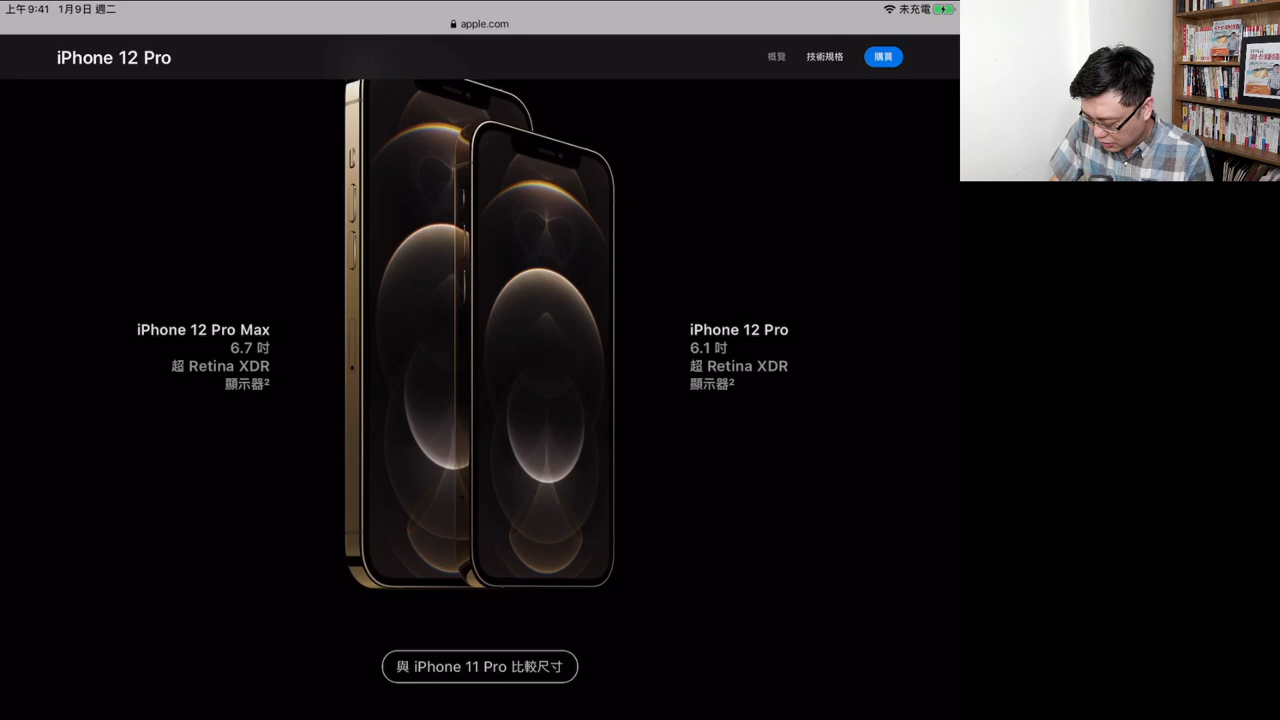 上午9:41 1月9日 週二
未充電
apple.com
iPhone 12 Pro
概覽 技術規格 購買
iPhone 12 Pro Max
6.7 吋
超 Retina XDR
顯示器²
iPhone 12 Pro
6.1 吋
超 Retina XDR
顯示器²
與 iPhone 11 Pro 比較尺寸